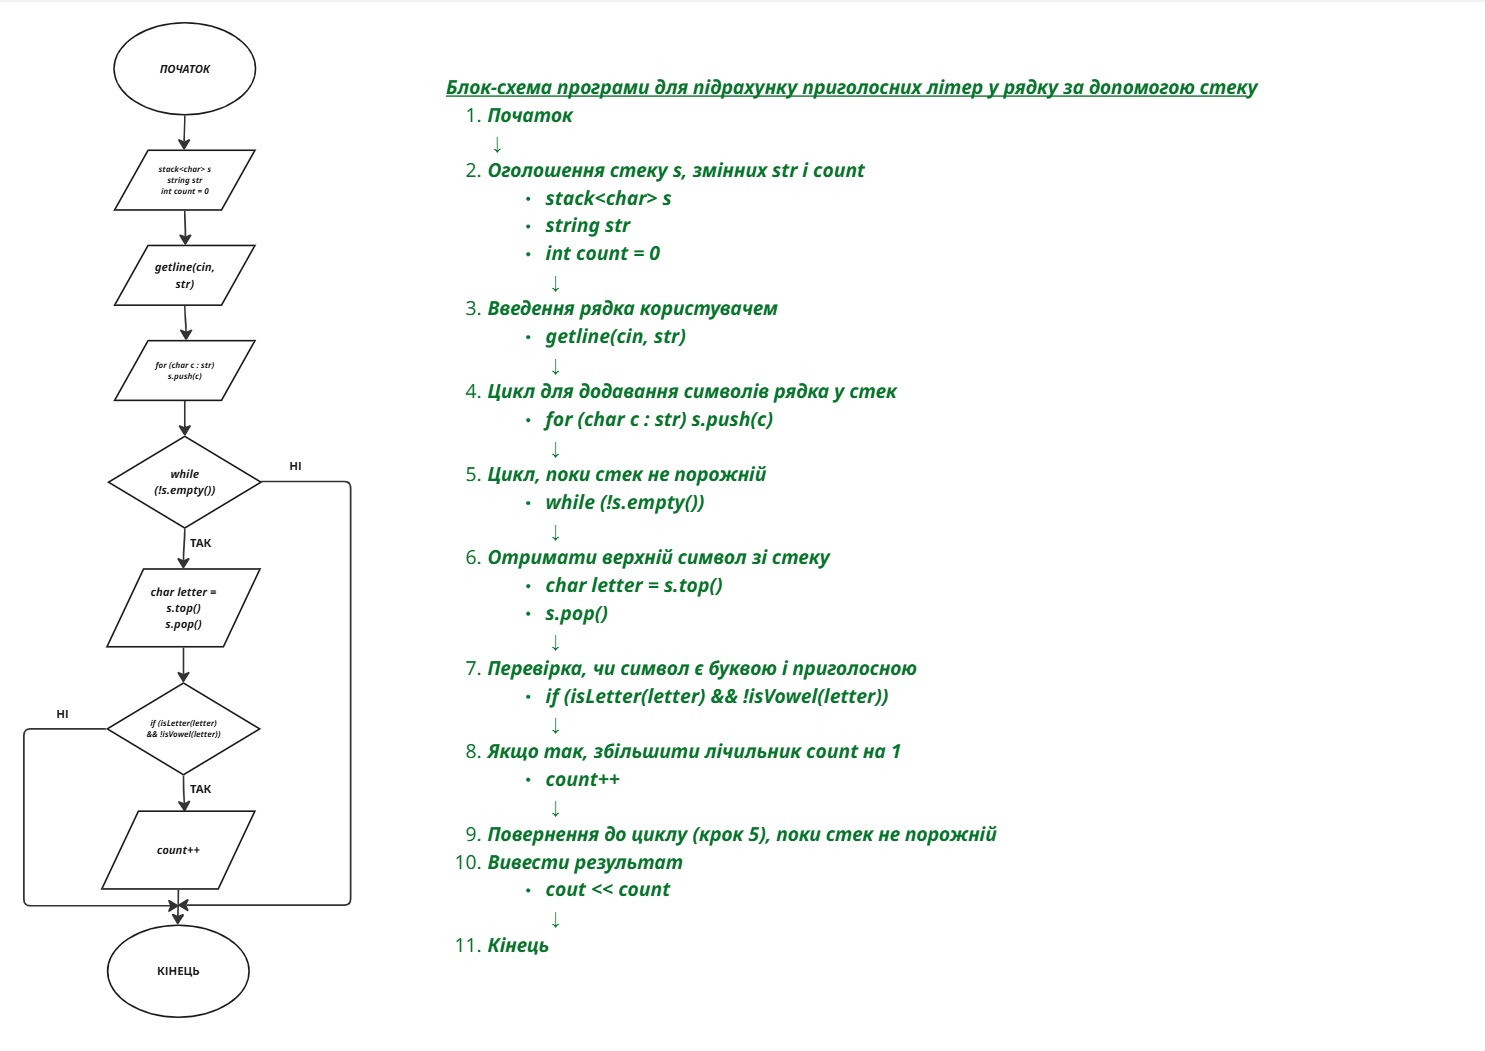 ПОЧАТОК
stack<char> s
string str
int count = 0
getline(cin,
str)
for (char c : str)
s.push(c)
while
(!s.empty())
НІ
ТАК
char letter =
s.top()
s.pop()
if (isLetter(letter)
&& !isVowel(letter))
НІ
ТАК
count++
КІНЕЦЬ
Блок-схема програми для підрахунку приголосних літер у рядку за допомогою стеку
1. Початок
↓
2. Оголошення стеку s, змінних str і count
• stack<char> s
• string str
• int count = 0
↓
3. Введення рядка користувачем
• getline(cin, str)
↓
4. Цикл для додавання символів рядка у стек
• for (char c : str) s.push(c)
↓
5. Цикл, поки стек не порожній
• while (!s.empty())
↓
6. Отримати верхній символ зі стеку
• char letter = s.top()
• s.pop()
↓
7. Перевірка, чи символ є буквою і приголосною
• if (isLetter(letter) && !isVowel(letter))
↓
8. Якщо так, збільшити лічильник count на 1
• count++
↓
9. Повернення до циклу (крок 5), поки стек не порожній
10. Вивести результат
• cout << count
↓
11. Кінець